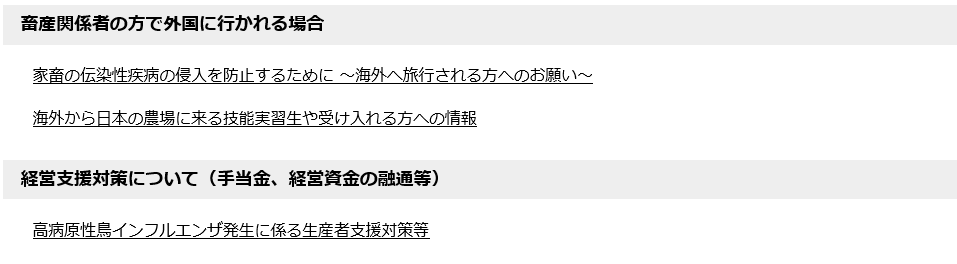 畜産関係者の方で外国に行かれる場合
家畜の伝染性疾病の侵入を防止するために ～海外へ旅行される方へのお願い～
海外から日本の農場に来る技能実習生や受け入れる方への情報
経営支援対策について（手当金、経営資金の融通等）
高病原性鳥インフルエンザ発生に係る生産者支援対策等